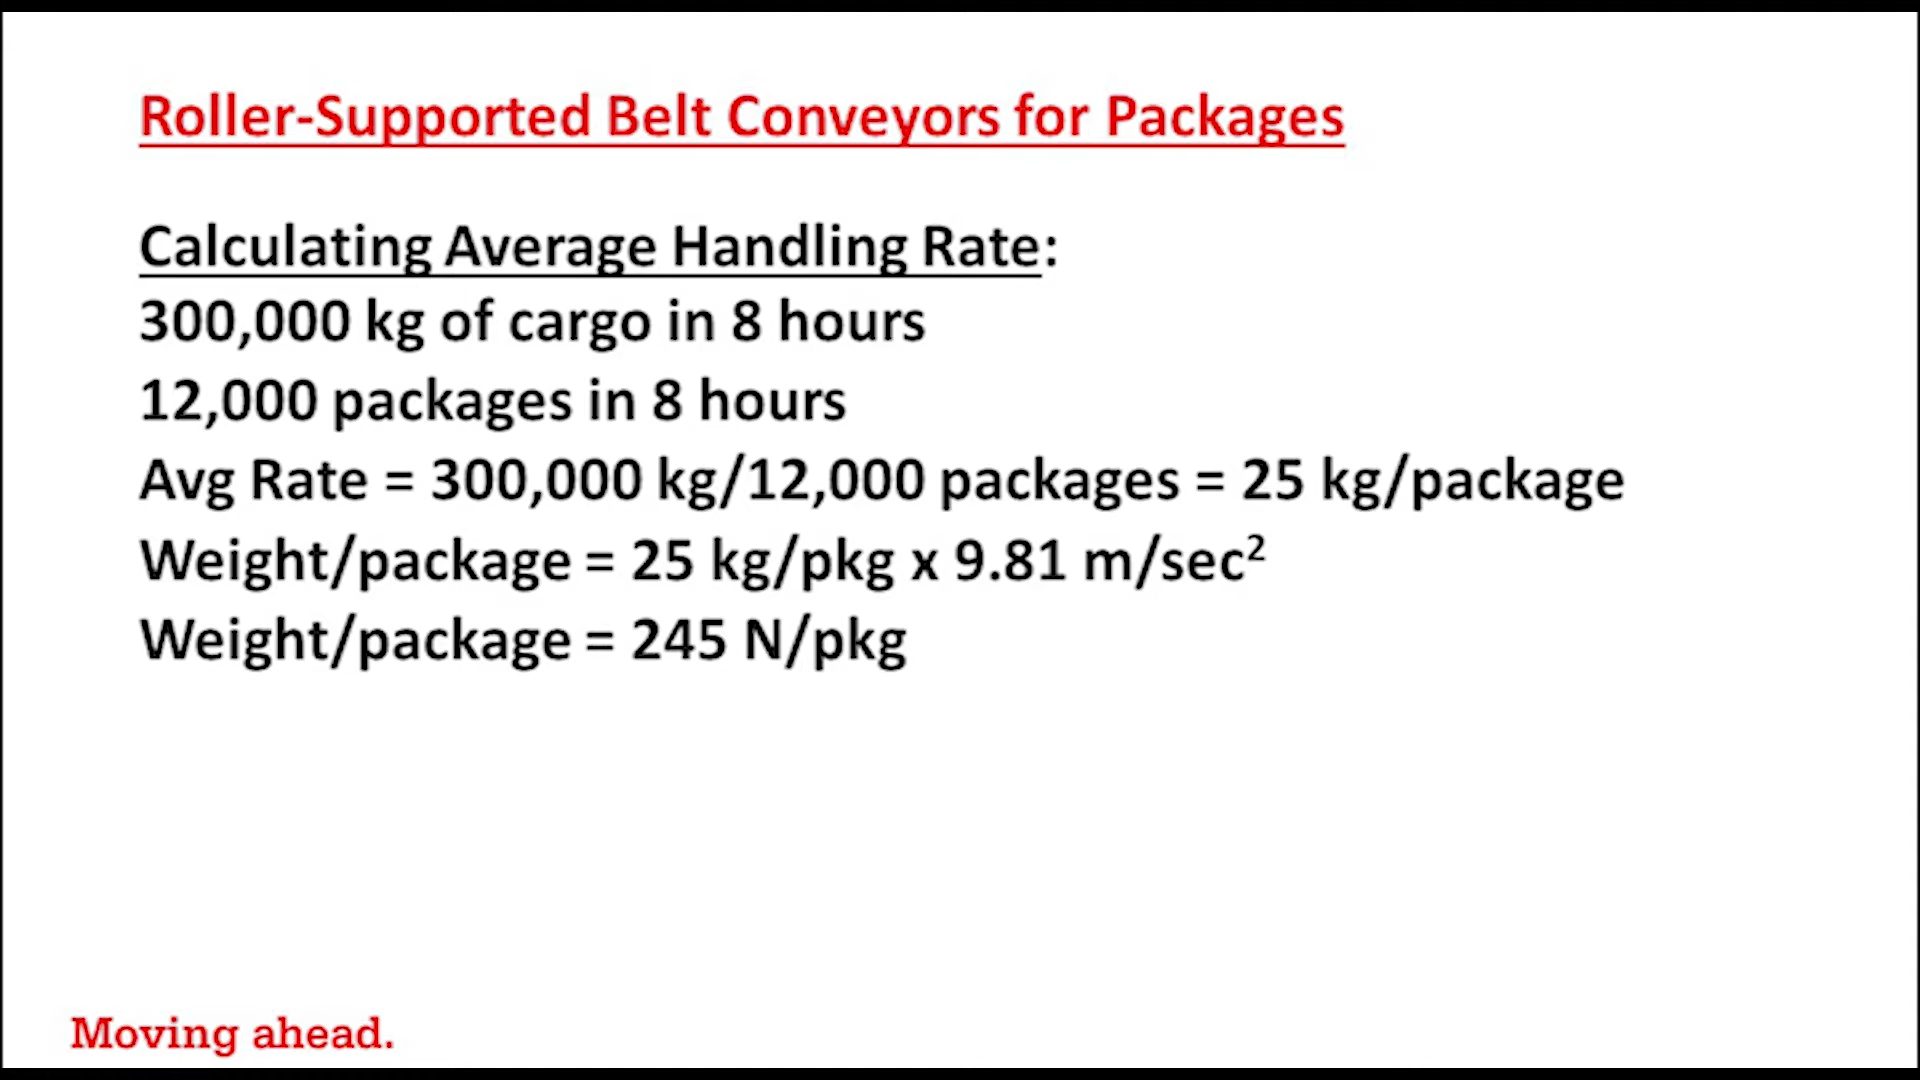 Roller-Supported Belt Conveyors for Packages
Calculating Average Handling Rate:
300,000 kg of cargo in 8 hours
12,000 packages in 8 hours
Avg Rate = 300,000 kg/12,000 packages = 25 kg/package
Weight/package = 25 kg/pkg x 9.81 m/sec²
Weight/package = 245 N/pkg
Moving ahead.